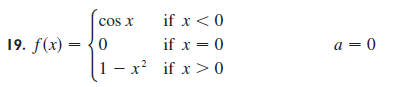 19. f(x) = { cos x if x < 0
0 if x = 0
1 − x² if x > 0
a = 0